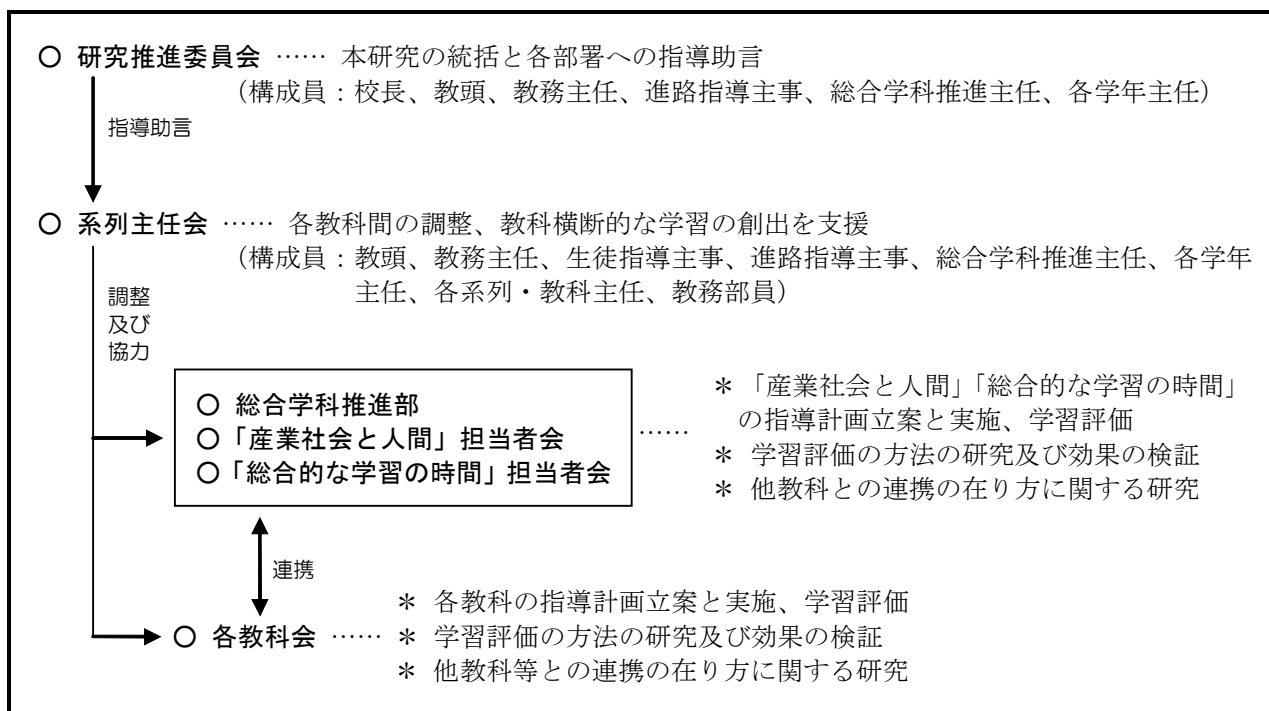 ○ 研究推進委員会 …… 本研究の統括と各部署への指導助言
（構成員：校長、教頭、教務主任、進路指導主事、総合学科推進主任、各学年主任）
指導助言
○ 系列主任会 …… 各教科間の調整、教科横断的な学習の創出を支援
（構成員：教頭、教務主任、生徒指導主事、進路指導主事、総合学科推進主任、各学年
主任、各系列・教科主任、教務部員）
調整
及び
協力
○ 総合学科推進部
○「産業社会と人間」担当者会
○「総合的な学習の時間」担当者会
……
＊ 「産業社会と人間」「総合的な学習の時間」
の指導計画立案と実施、学習評価
＊ 学習評価の方法の研究及び効果の検証
＊ 他教科との連携の在り方に関する研究
連携
＊ 各教科の指導計画立案と実施、学習評価
○ 各教科会 …… ＊ 学習評価の方法の研究及び効果の検証
＊ 他教科等との連携の在り方に関する研究